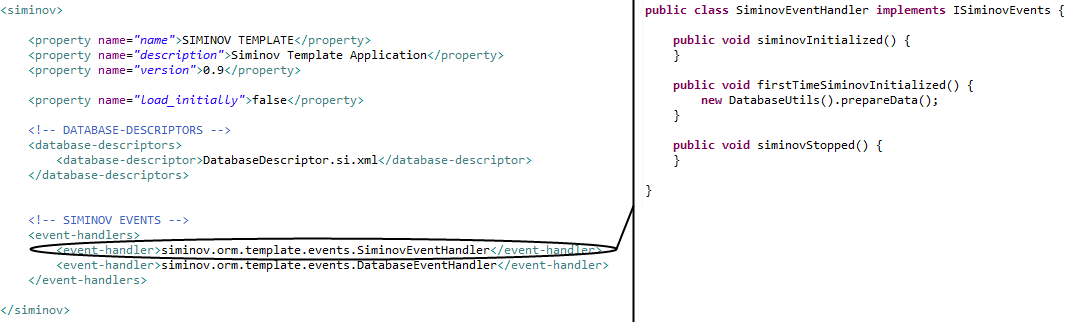 <siminov>
<property name="name">SIMINOV TEMPLATE</property>
<property name="description">Siminov Template Application</property>
<property name="version">0.9</property>
<property name="load_initially">false</property>
<!-- DATABASE-DESCRIPTORS -->
<database-descriptors>
<database-descriptor>DatabaseDescriptor.si.xml</database-descriptor>
</database-descriptors>
<!-- SIMINOV EVENTS -->
<event-handlers>
<event-handler>siminov.orm.template.events.SiminovEventHandler</event-handler>
<event-handler>siminov.orm.template.events.DatabaseEventHandler</event-handler>
</event-handlers>
</siminov>
public class SiminovEventHandler implements ISiminovEvents {
public void siminovInitialized() {
}
public void firstTimeSiminovInitialized() {
new DatabaseUtils().prepareData();
}
public void siminovStopped() {
}
}